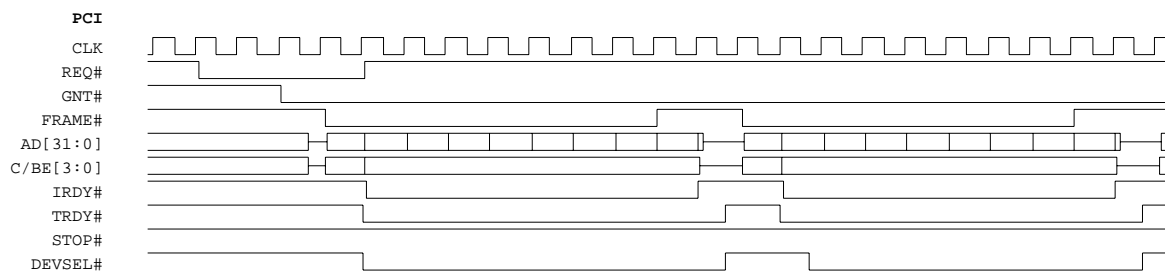 PCI
CLK
REQ#
GNT#
FRAME#
AD[31:0]
C/BE[3:0]
IRDY#
TRDY#
STOP#
DEVSEL#